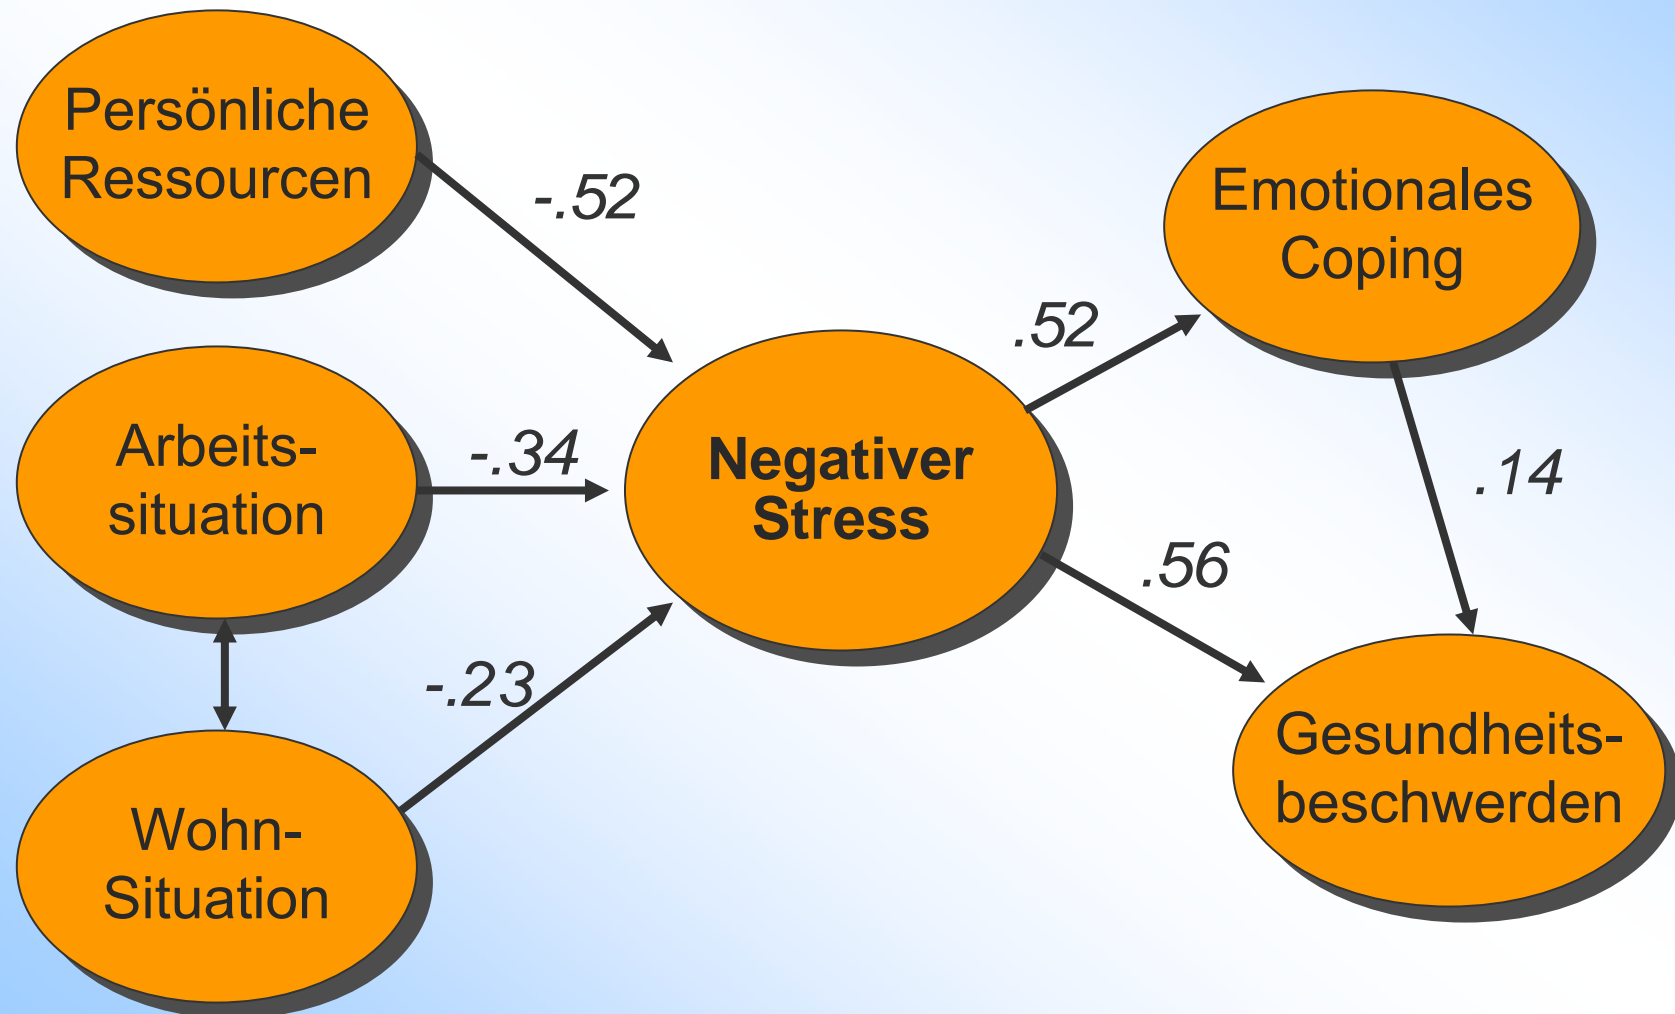 Persönliche
Ressourcen
-.52
Emotionales
Coping
.52
Arbeits-
situation
-.34
Negativer
Stress
.14
.56
-.23
Gesundheits-
beschwerden
Wohn-
Situation